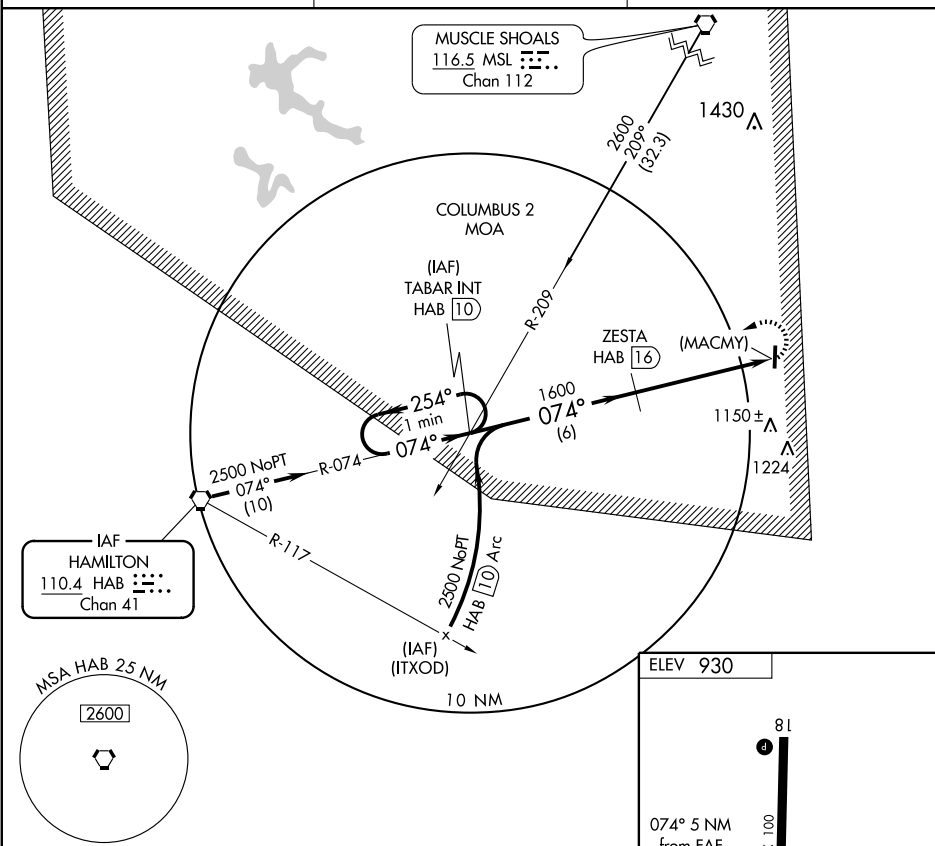 MUSCLE SHOALS
116.5 MSL
Chan 112
1430
2600
209°
(32.3)
COLUMBUS 2
MOA
(IAF)
TABAR INT
HAB 10
R-209
ZESTA
HAB 16
(MACMY)
254°
1 min
074°
1600
074°
(6)
1150 ±
1224
2500 NoPT
074°
(10)
R-074
R-117
IAF
HAMILTON
110.4 HAB
Chan 41
2500 NoPT
HAB 10 Arc
(IAF)
(ITXOD)
10 NM
MSA HAB 25 NM
2600
ELEV 930
18
P
074° 5 NM
from FAF
100